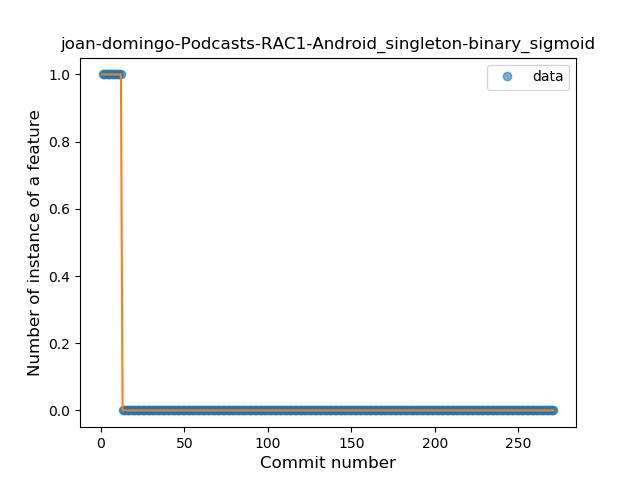 joan-domingo-Podcasts-RAC1-Android_singleton-binary_sigmoid
data
Number of instance of a feature
1.0
0.8
0.6
0.4
0.2
0.0
0 50 100 150 200 250
Commit number